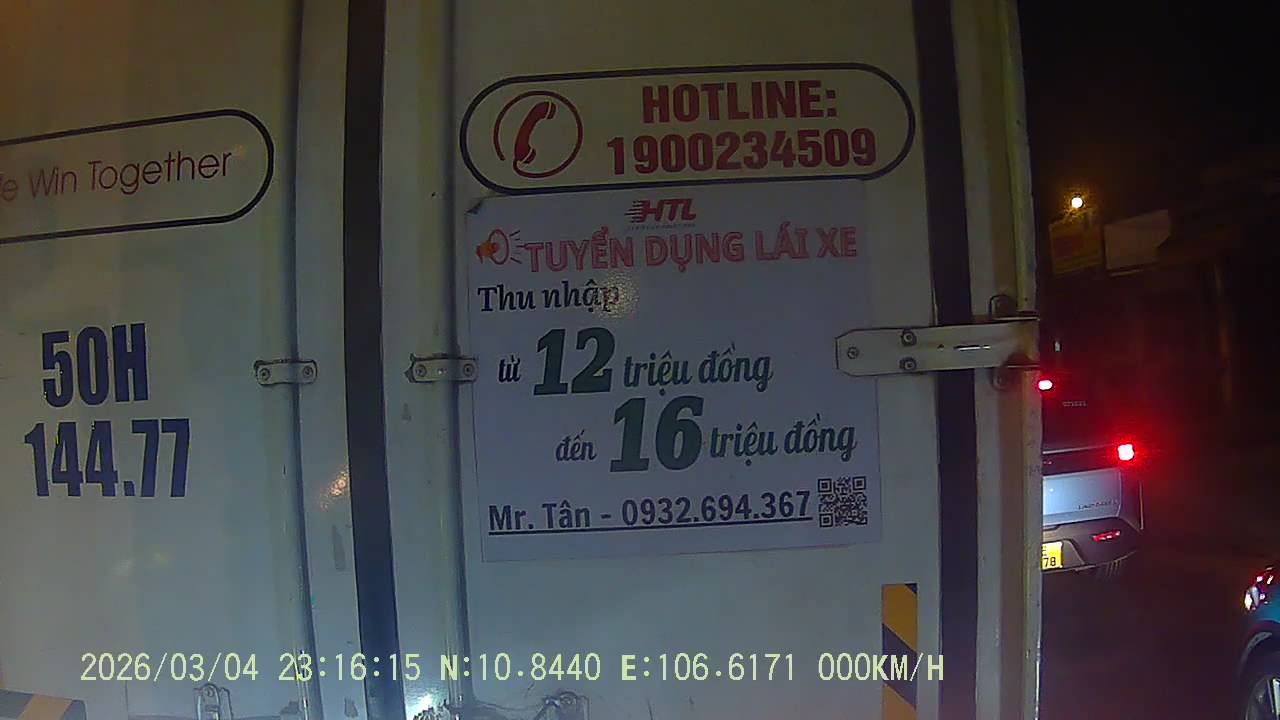 e Win Together
50H
144.77
HOTLINE:
1900234509
HTL
TUYỂN DỤNG LÁI XE
Thu nhập
từ 12 triệu đồng
đến 16 triệu đồng
Mr. Tân - 0932.694.367
78
2026/03/04 23:16:15 N:10.8440 E:106.6171 000KM/H